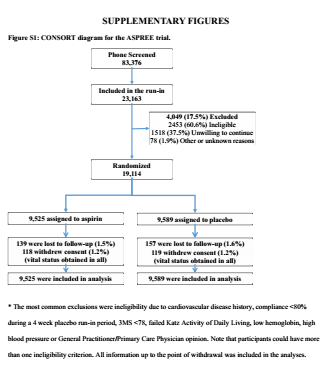 SUPPLEMENTARY FIGURES
Figure S1: CONSORT diagram for the ASPREE trial.
Phone Screened
83,376
Included in the run-in
23,163
4,049 (17.5%) Excluded
2453 (60.6%) Ineligible
1518 (37.5%) Unwilling to continue
78 (1.9%) Other or unknown reasons
Randomized
19,114
9,525 assigned to aspirin
9,589 assigned to placebo
139 were lost to follow-up (1.5%)
118 withdrew consent (1.2%)
(vital status obtained in all)
157 were lost to follow-up (1.6%)
119 withdrew consent (1.2%)
(vital status obtained in all)
9,525 were included in analysis
9,589 were included in analysis
* The most common exclusions were ineligibility due to cardiovascular disease history, compliance <80%
during a 4 week placebo run-in period, 3MS <78, failed Katz Activity of Daily Living, low hemoglobin, high
blood pressure or General Practitioner/Primary Care Physician opinion. Note that participants could have more
than one ineligibility criterion. All information up to the point of withdrawal was included in the analyses.